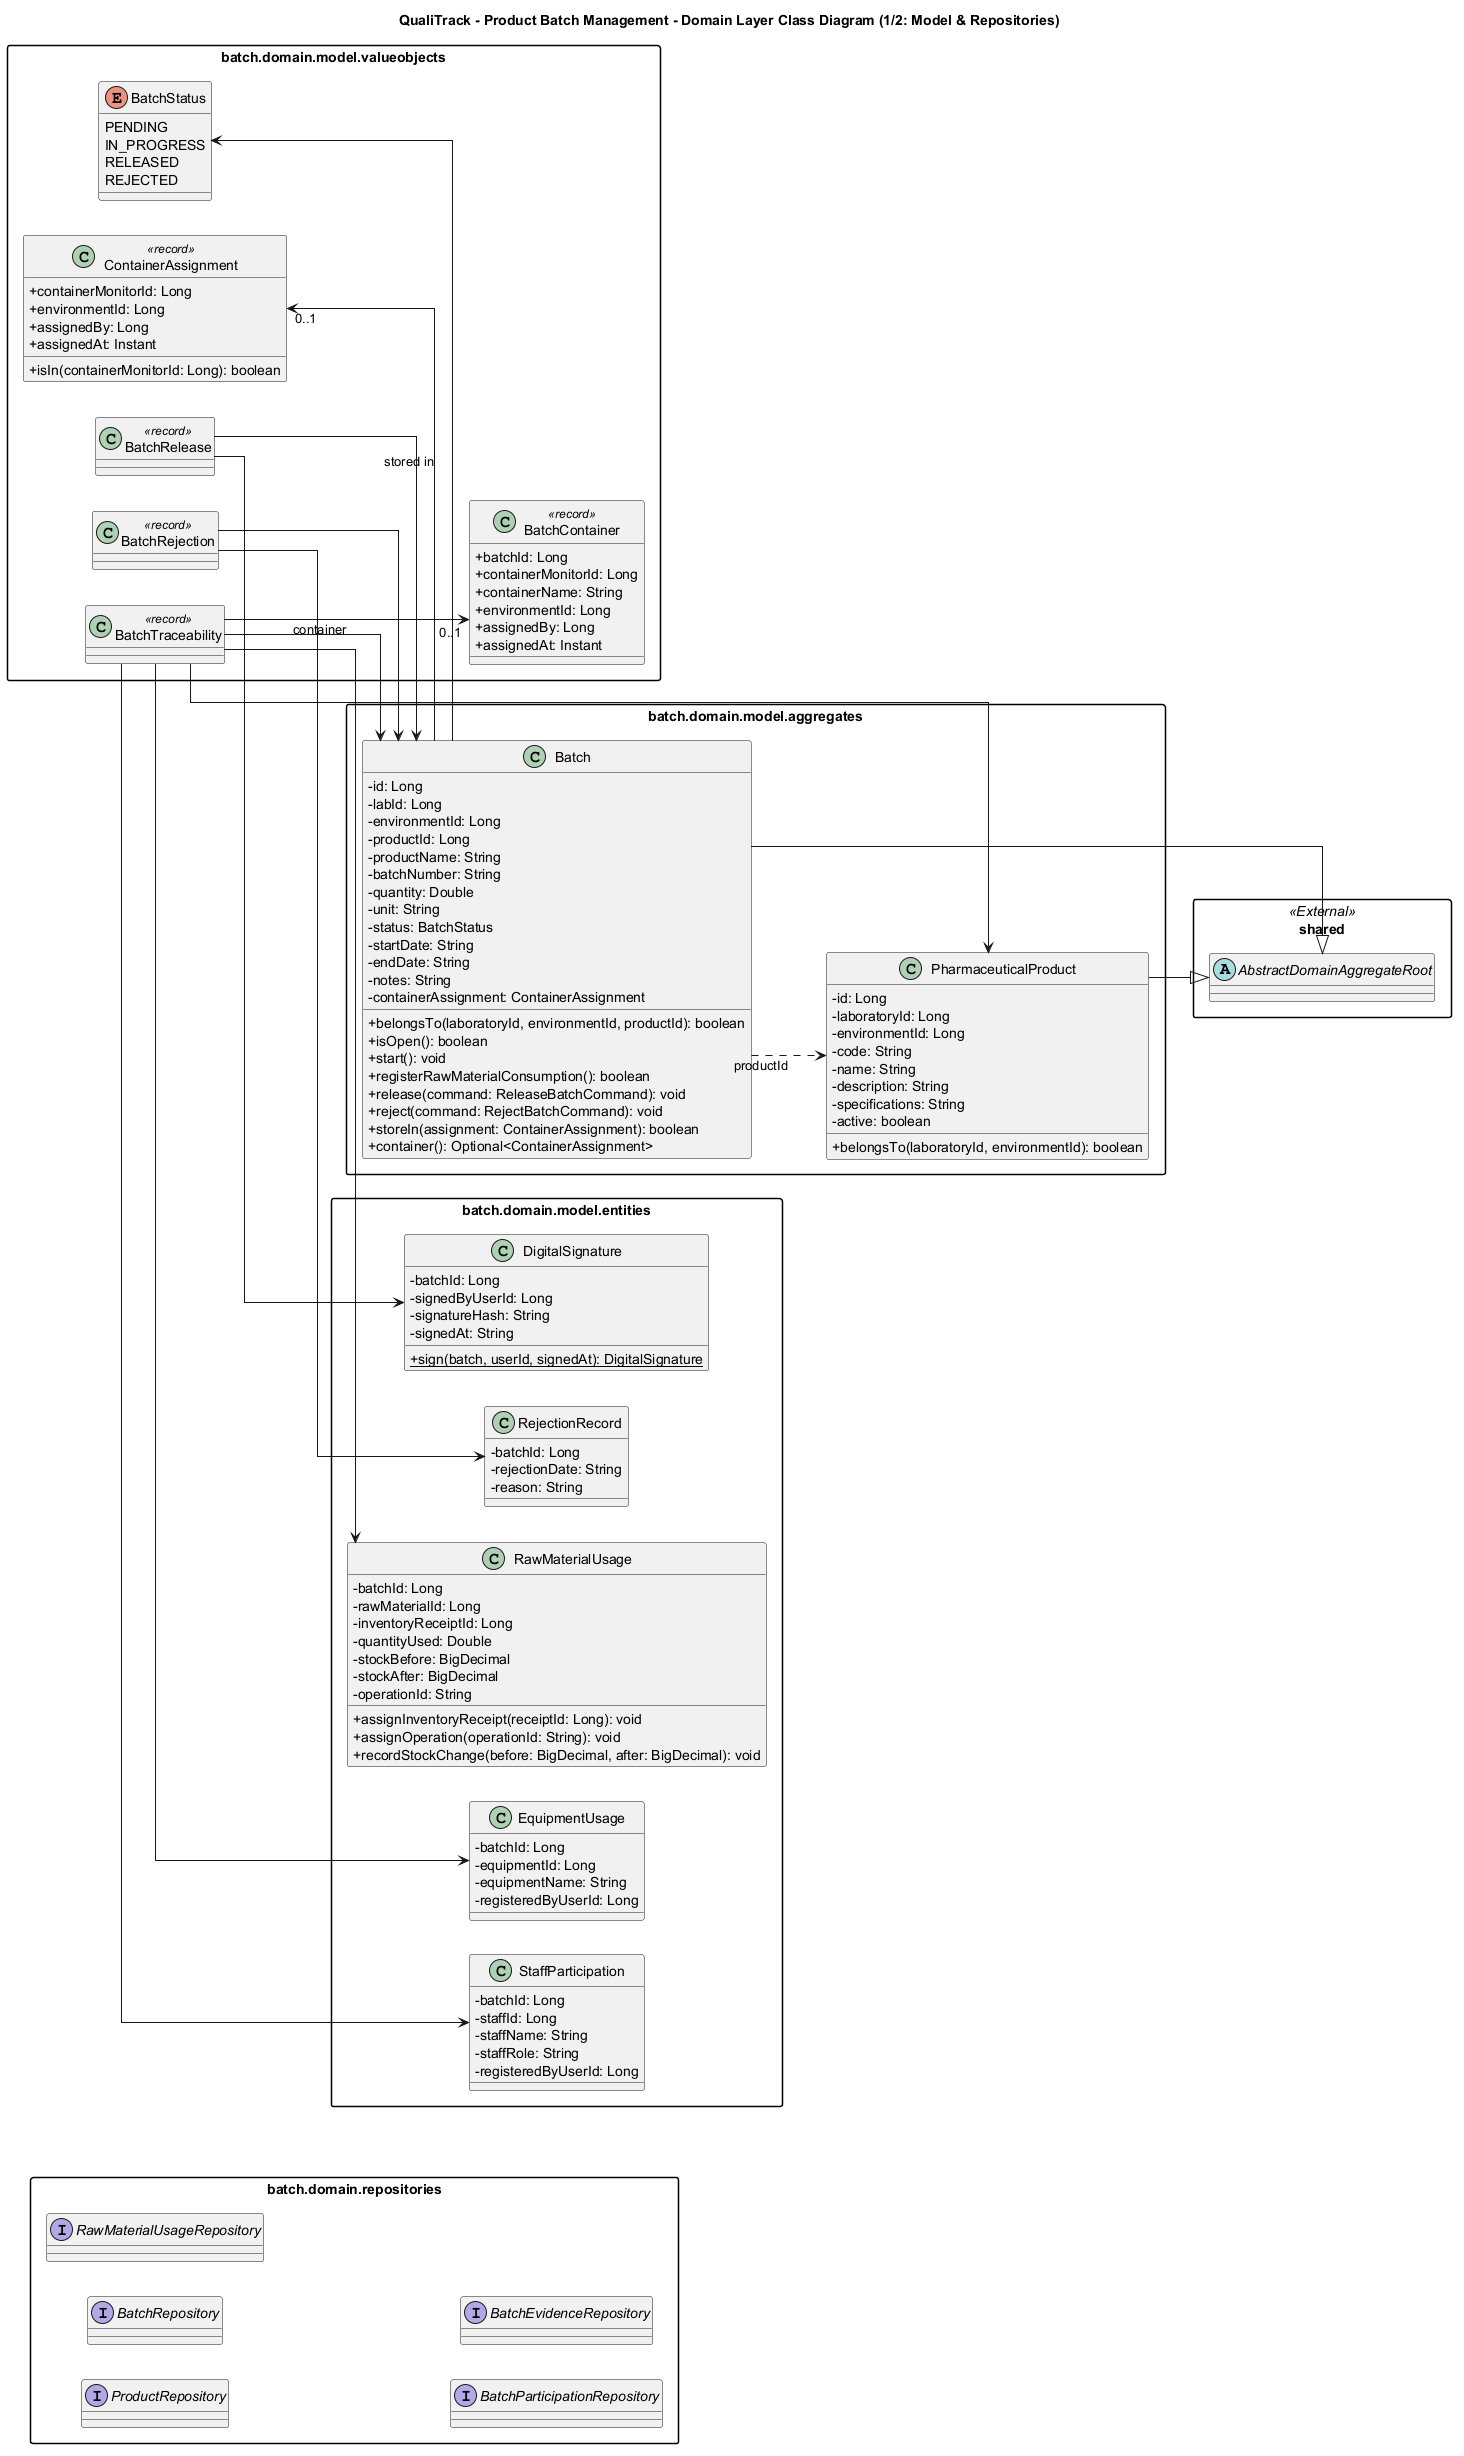 QualiTrack - Product Batch Management - Domain Layer Class Diagram (1/2: Model & Repositories)
batch.domain.model.valueobjects
E BatchStatus
PENDING
IN_PROGRESS
RELEASED
REJECTED
C «record»
ContainerAssignment
+containerMonitorId: Long
+environmentId: Long
+assignedBy: Long
+assignedAt: Instant
+isIn(containerMonitorId: Long): boolean
0..1
C «record»
BatchRelease
stored in
C «record»
BatchRejection
C «record»
BatchContainer
+batchId: Long
+containerMonitorId: Long
+containerName: String
+environmentId: Long
+assignedBy: Long
+assignedAt: Instant
C «record»
BatchTraceability
container
0..1
batch.domain.model.aggregates
C Batch
-id: Long
-labId: Long
-environmentId: Long
-productId: Long
-productName: String
-batchNumber: String
-quantity: Double
-unit: String
-status: BatchStatus
-startDate: String
-endDate: String
-notes: String
-containerAssignment: ContainerAssignment
+belongsTo(laboratoryId, environmentId, productId): boolean
+isOpen(): boolean
+start(): void
+registerRawMaterialConsumption(): boolean
+release(command: ReleaseBatchCommand): void
+reject(command: RejectBatchCommand): void
+storeIn(assignment: ContainerAssignment): boolean
+container(): Optional<ContainerAssignment>
productId
C PharmaceuticalProduct
-id: Long
-laboratoryId: Long
-environmentId: Long
-code: String
-name: String
-description: String
-specifications: String
-active: boolean
+belongsTo(laboratoryId, environmentId): boolean
«External»
shared
A AbstractDomainAggregateRoot
batch.domain.model.entities
C DigitalSignature
-batchId: Long
-signedByUserId: Long
-signatureHash: String
-signedAt: String
+sign(batch, userId, signedAt): DigitalSignature
C RejectionRecord
-batchId: Long
-rejectionDate: String
-reason: String
C RawMaterialUsage
-batchId: Long
-rawMaterialId: Long
-inventoryReceiptId: Long
-quantityUsed: Double
-stockBefore: BigDecimal
-stockAfter: BigDecimal
-operationId: String
+assignInventoryReceipt(receiptId: Long): void
+assignOperation(operationId: String): void
+recordStockChange(before: BigDecimal, after: BigDecimal): void
C EquipmentUsage
-batchId: Long
-equipmentId: Long
-equipmentName: String
-registeredByUserId: Long
C StaffParticipation
-batchId: Long
-staffId: Long
-staffName: String
-staffRole: String
-registeredByUserId: Long
batch.domain.repositories
I RawMaterialUsageRepository
I BatchRepository
I BatchEvidenceRepository
I ProductRepository
I BatchParticipationRepository